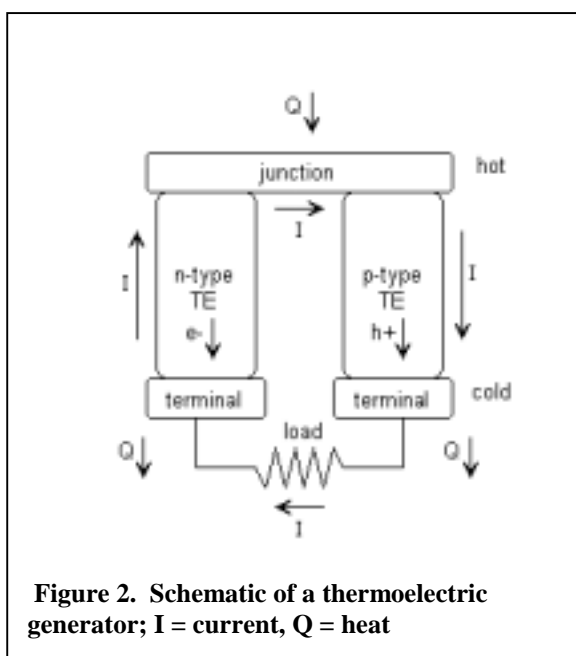 Q
junction hot
I
I n-type TE p-type TE I
e- h+
terminal terminal cold
Q load Q
I
Figure 2. Schematic of a thermoelectric
generator; I = current, Q = heat